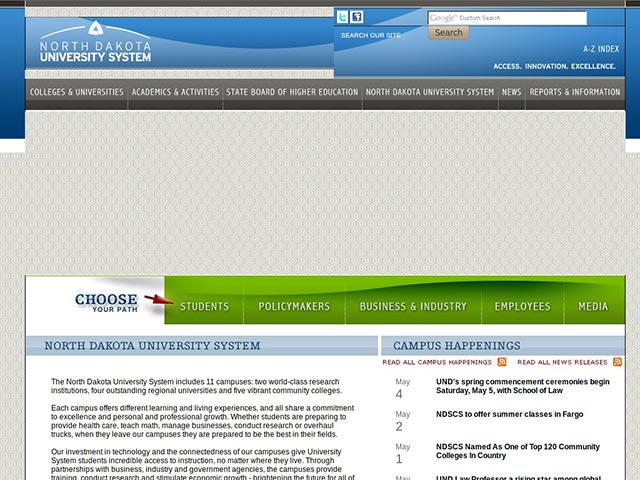 NORTH DAKOTA
UNIVERSITY SYSTEM
Google™ Custom Search
SEARCH OUR SITE
Search
A-Z INDEX
ACCESS. INNOVATION. EXCELLENCE.
COLLEGES & UNIVERSITIES
ACADEMICS & ACTIVITIES
STATE BOARD OF HIGHER EDUCATION
NORTH DAKOTA UNIVERSITY SYSTEM
NEWS
REPORTS & INFORMATION
CHOOSE
YOUR PATH
STUDENTS
POLICYMAKERS
BUSINESS & INDUSTRY
EMPLOYEES
MEDIA
NORTH DAKOTA UNIVERSITY SYSTEM
The North Dakota University System includes 11 campuses: two world-class research
institutions, four outstanding regional universities and five vibrant community colleges.
Each campus offers different learning and living experiences, and all share a commitment
to excellence and personal and professional growth. Whether students are preparing to
provide health care, teach math, manage businesses, conduct research or overhaul
trucks, when they leave our campuses they are prepared to be the best in their fields.
Our investment in technology and the connectedness of our campuses give University
System students incredible access to instruction, no matter where they live. Through
partnerships with business, industry and government agencies, the campuses provide
training, conduct research and stimulate economic growth - brightening the future for all of
CAMPUS HAPPENINGS
READ ALL CAMPUS HAPPENINGS
READ ALL NEWS RELEASES
May
4
UND's spring commencement ceremonies begin
Saturday, May 5, with School of Law
May
2
NDSCS to offer summer classes in Fargo
May
1
NDSCS Named As One of Top 120 Community
Colleges In Country
May
UND Law Professor a rising star among global